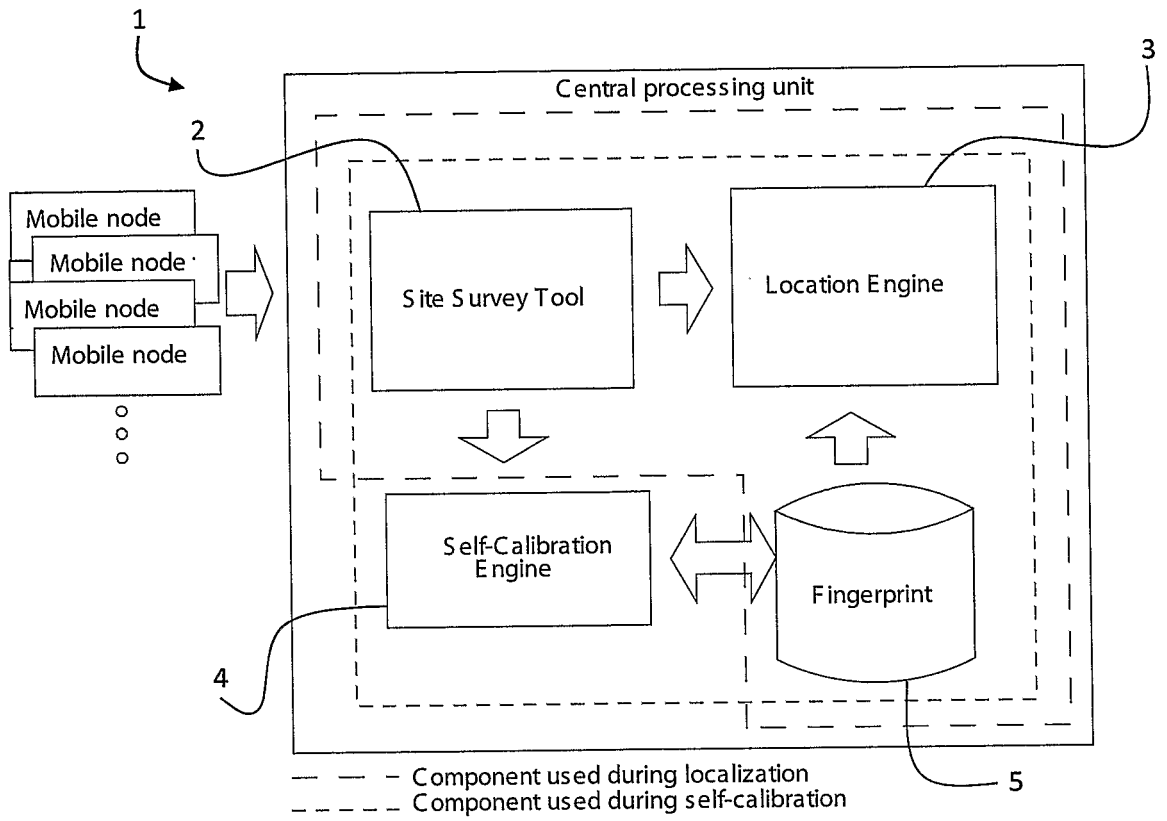 1
Central processing unit
3
2
Mobile node
Mobile node
Mobile node
Mobile node
Site Survey Tool
Location Engine
Self-Calibration
Engine
Fingerprint
4
5
Component used during localization
Component used during self-calibration